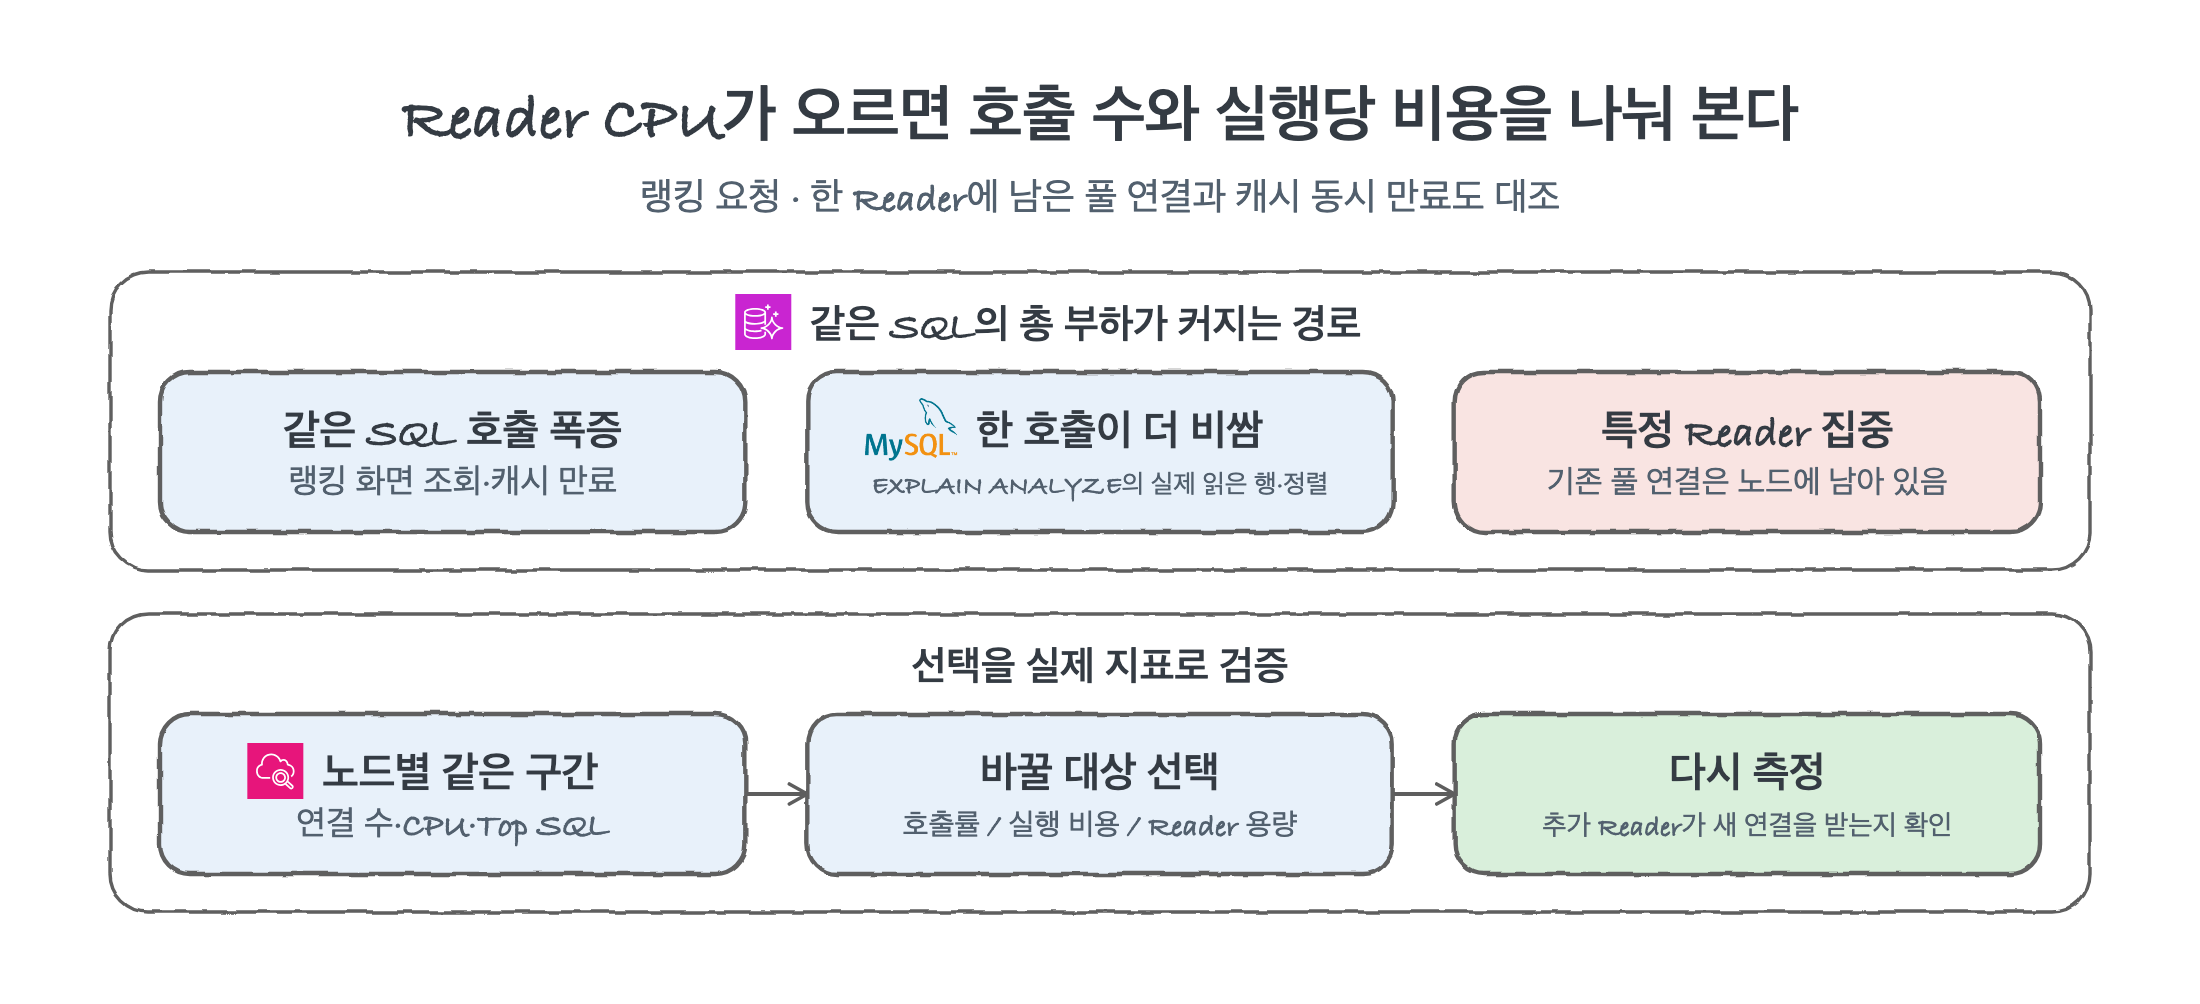 Reader CPU가 오르면 호출 수와 실행당 비용을 나눠 본다
랭킹 요청 · 한 Reader에 남은 풀 연결과 캐시 동시 만료도 대조
같은 SQL의 총 부하가 커지는 경로
같은 SQL 호출 폭증
랭킹 화면 조회·캐시 만료
MySQL™ 한 호출이 더 비쌈
EXPLAIN ANALYZE의 실제 읽은 행·정렬
특정 Reader 집중
기존 풀 연결은 노드에 남아 있음
선택을 실제 지표로 검증
노드별 같은 구간
연결 수·CPU·Top SQL
바꿀 대상 선택
호출률 / 실행 비용 / Reader 용량
다시 측정
추가 Reader가 새 연결을 받는지 확인